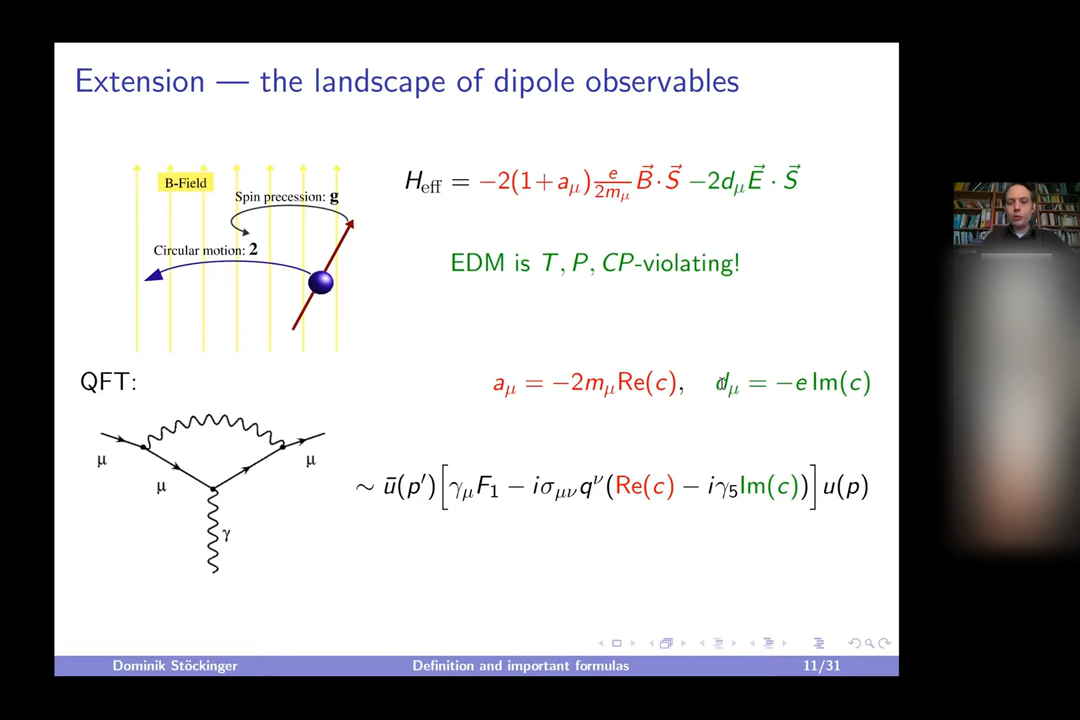 Extension — the landscape of dipole observables
B-Field
Spin precession: g
Circular motion: 2
H_eff = −2(1+a_μ) e/2m_μ B⃗·S⃗ −2d_μ E⃗ · S⃗
EDM is T, P, CP-violating!
QFT:
a_μ = −2m_μ Re(c), d_μ = −e Im(c)
μ
μ
μ
γ
∼ ū(p′)[γ_μ F_1 − iσ_μν q^ν (Re(c) − iγ_5 Im(c))] u(p)
Dominik Stöckinger Definition and important formulas 11/31